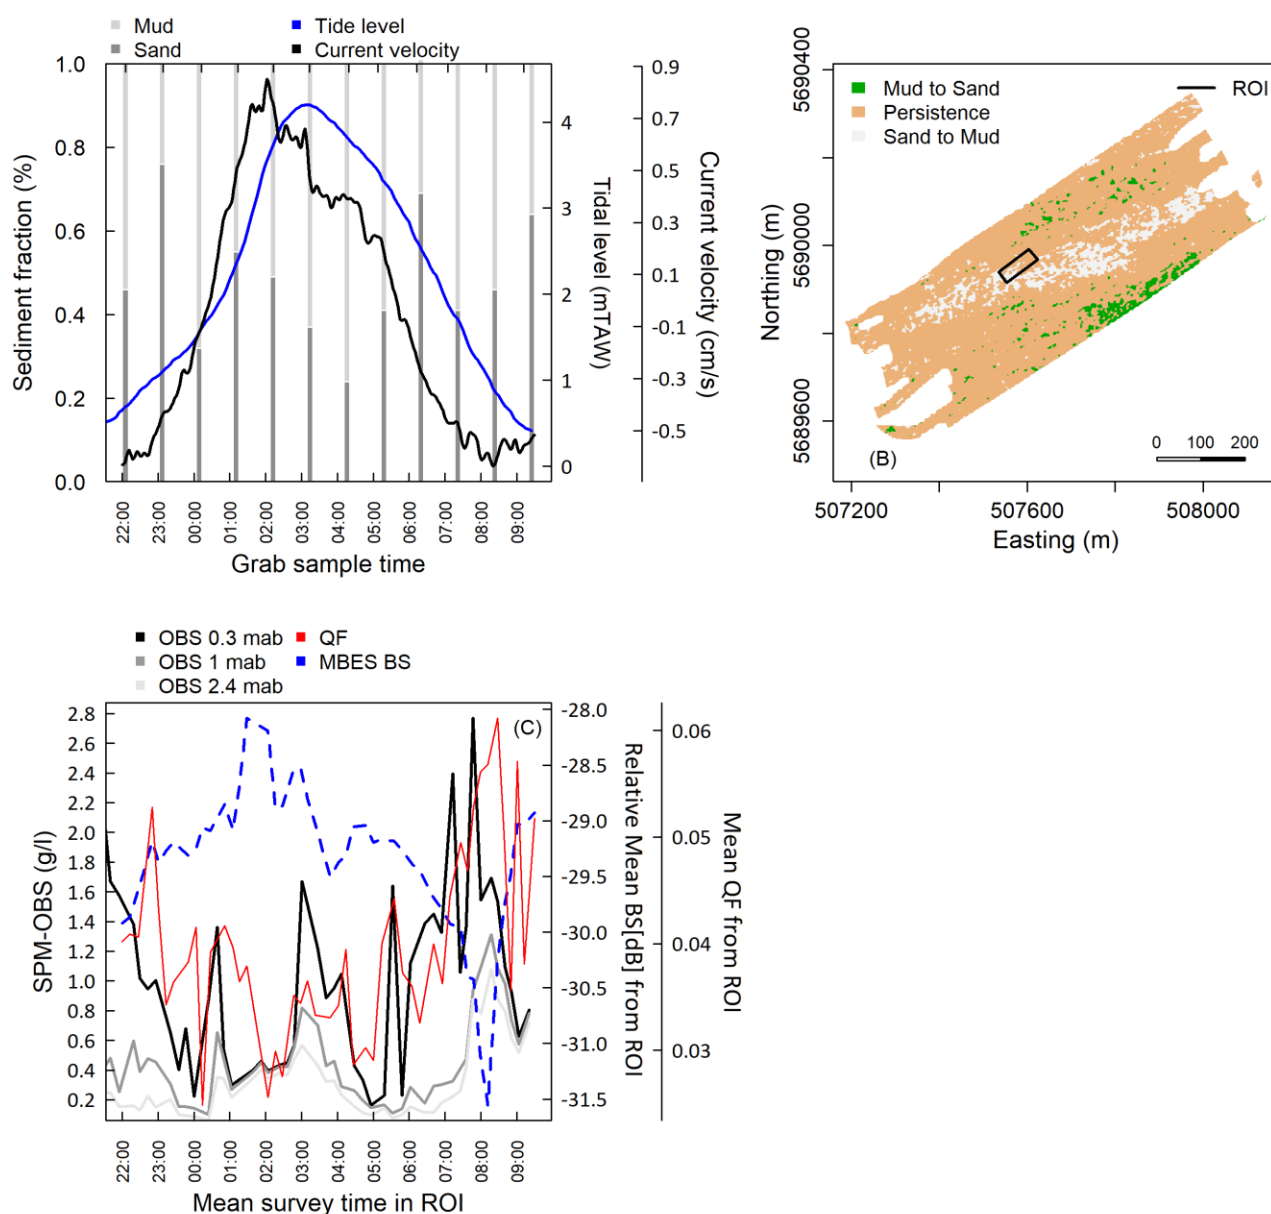 Mud
Sand
Tide level
Current velocity
1.0
0.8
0.6
0.4
0.2
0.0
Sediment fraction (%)
4
3
2
1
0
Tidal level (mTAW)
0.9
0.7
0.5
0.3
0.1
-0.1
-0.3
-0.5
Current velocity (cm/s)
22:00
23:00
00:00
01:00
02:00
03:00
04:00
05:00
06:00
07:00
08:00
09:00
Grab sample time
Mud to Sand
Persistence
Sand to Mud
ROI
5690400
5690000
5689600
Northing (m)
(B)
0 100 200
507200
507600
508000
Easting (m)
OBS 0.3 mab
OBS 1 mab
OBS 2.4 mab
QF
MBES BS
(C)
2.8
2.6
2.4
2.2
2.0
1.8
1.6
1.4
1.2
1.0
0.8
0.6
0.4
0.2
SPM-OBS (g/l)
-28.0
-28.5
-29.0
-29.5
-30.0
-30.5
-31.0
-31.5
Relative Mean BS[dB] from ROI
0.06
0.05
0.04
0.03
Mean QF from ROI
22:00
23:00
00:00
01:00
02:00
03:00
04:00
05:00
06:00
07:00
08:00
09:00
Mean survey time in ROI